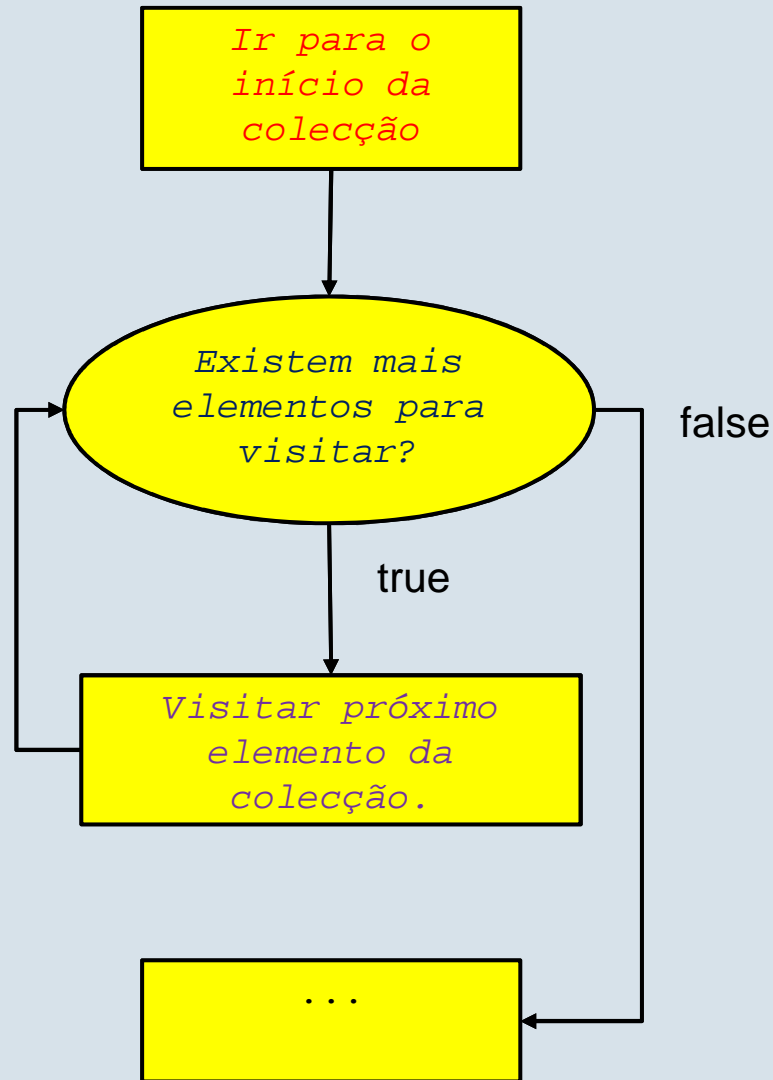 Ir para o
início da
colecção
Existem mais
elementos para
visitar?
false
true
Visitar próximo
elemento da
colecção.
...